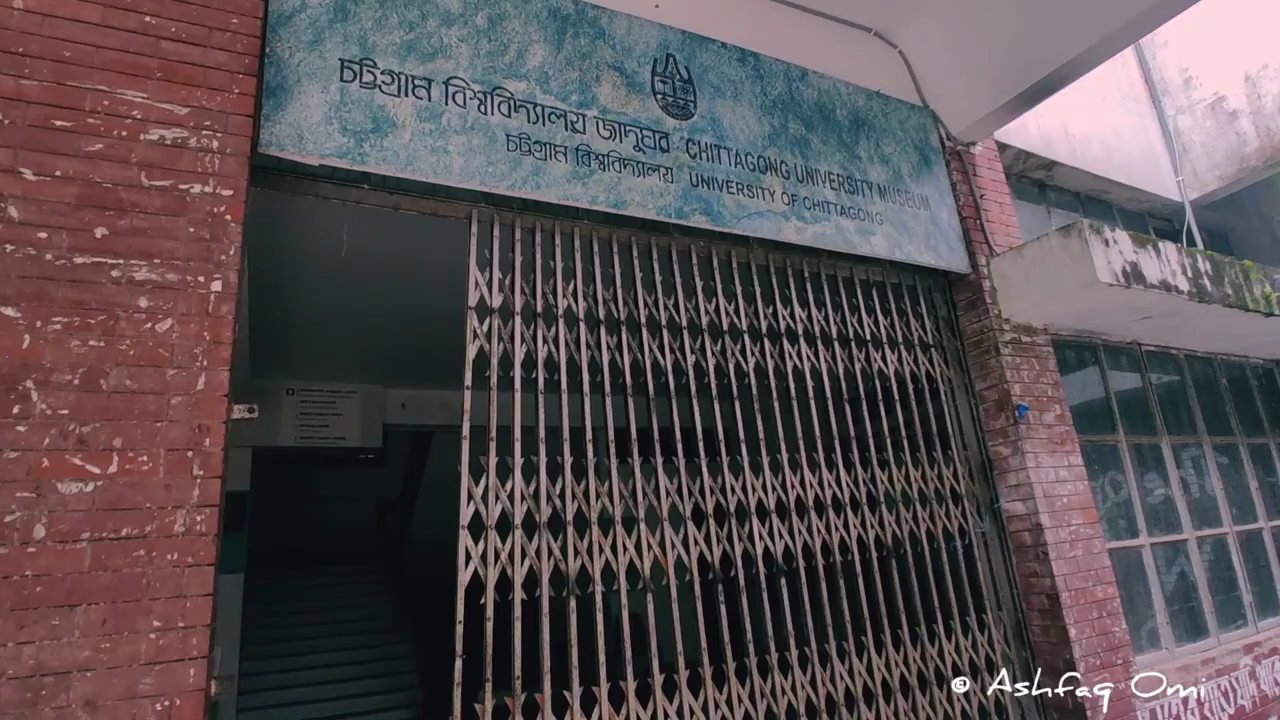 চট্টগ্রাম বিশ্ববিদ্যালয় জাদুঘর CHITTAGONG UNIVERSITY MUSEUM
চট্টগ্রাম বিশ্ববিদ্যালয় UNIVERSITY OF CHITTAGONG
© Ashfaq Omi